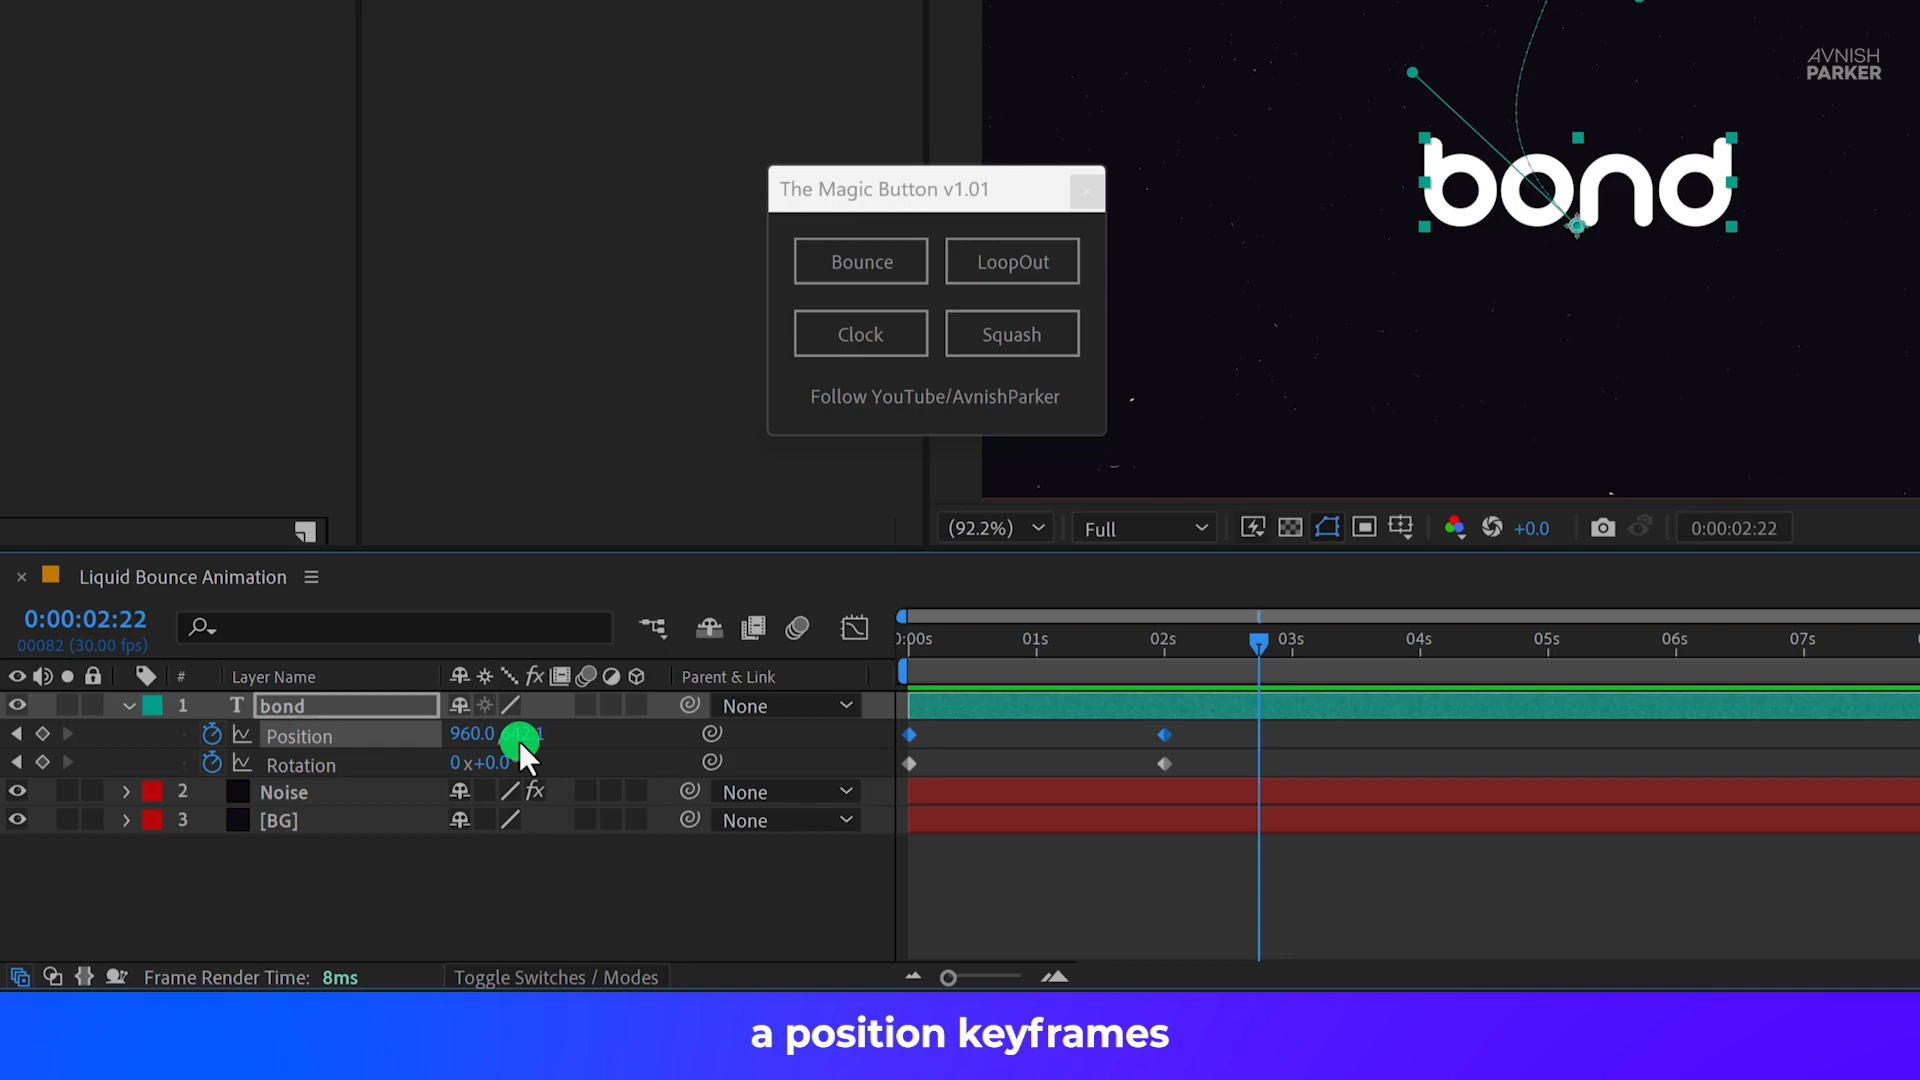 AVNISH
PARKER
bond
The Magic Button v1.01
Bounce
LoopOut
Clock
Squash
Follow YouTube/AvnishParker
(92.2%)
Full
+0.0
0:00:02:22
Liquid Bounce Animation
0:00:02:22
00082 (30.00 fps)
0:00s
01s
02s
03s
04s
05s
06s
07s
#
Layer Name
fx
Parent & Link
1
T
bond
None
Position
960.0
Rotation
0 x+0.0
2
Noise
fx
None
3
[BG]
None
Frame Render Time: 8ms
Toggle Switches / Modes
a position keyframes